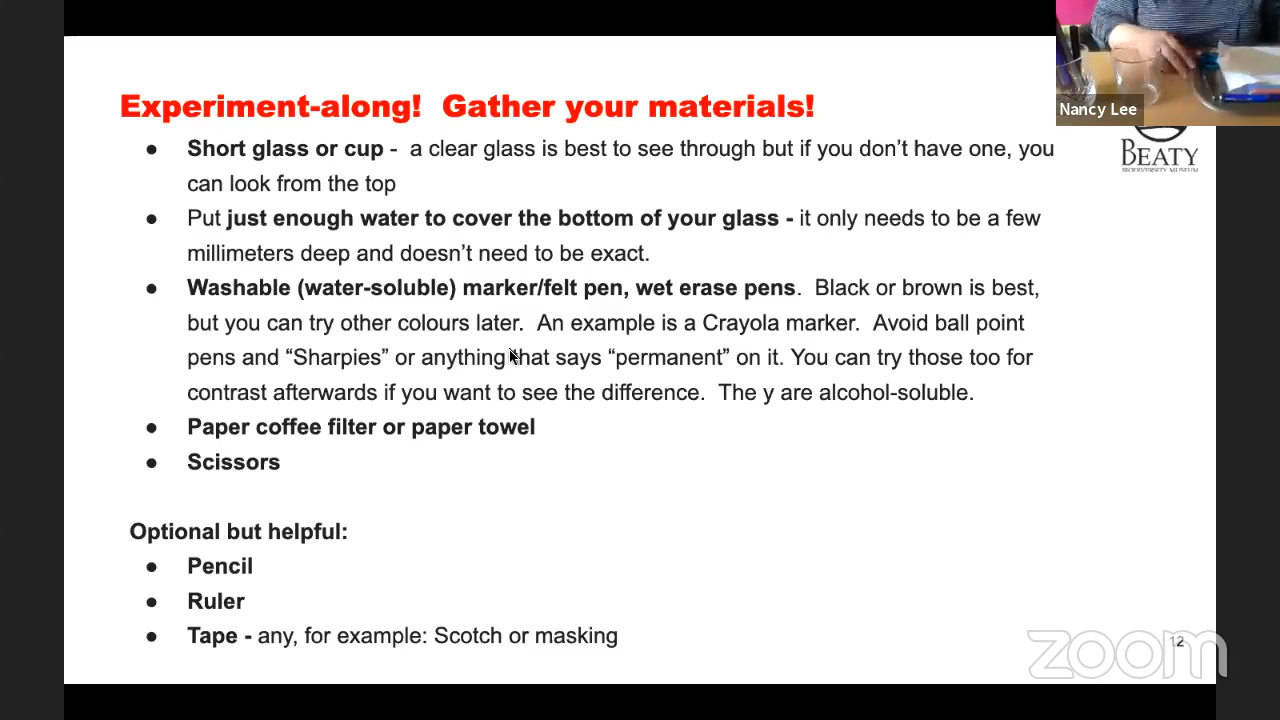 Experiment-along! Gather your materials!
● Short glass or cup - a clear glass is best to see through but if you don’t have one, you
can look from the top
● Put just enough water to cover the bottom of your glass - it only needs to be a few
millimeters deep and doesn’t need to be exact.
● Washable (water-soluble) marker/felt pen, wet erase pens. Black or brown is best,
but you can try other colours later. An example is a Crayola marker. Avoid ball point
pens and “Sharpies” or anything that says “permanent” on it. You can try those too for
contrast afterwards if you want to see the difference. The y are alcohol-soluble.
● Paper coffee filter or paper towel
● Scissors
Optional but helpful:
● Pencil
● Ruler
● Tape - any, for example: Scotch or masking
Nancy Lee
BEATY
BIODIVERSITY MUSEUM
zoom
12